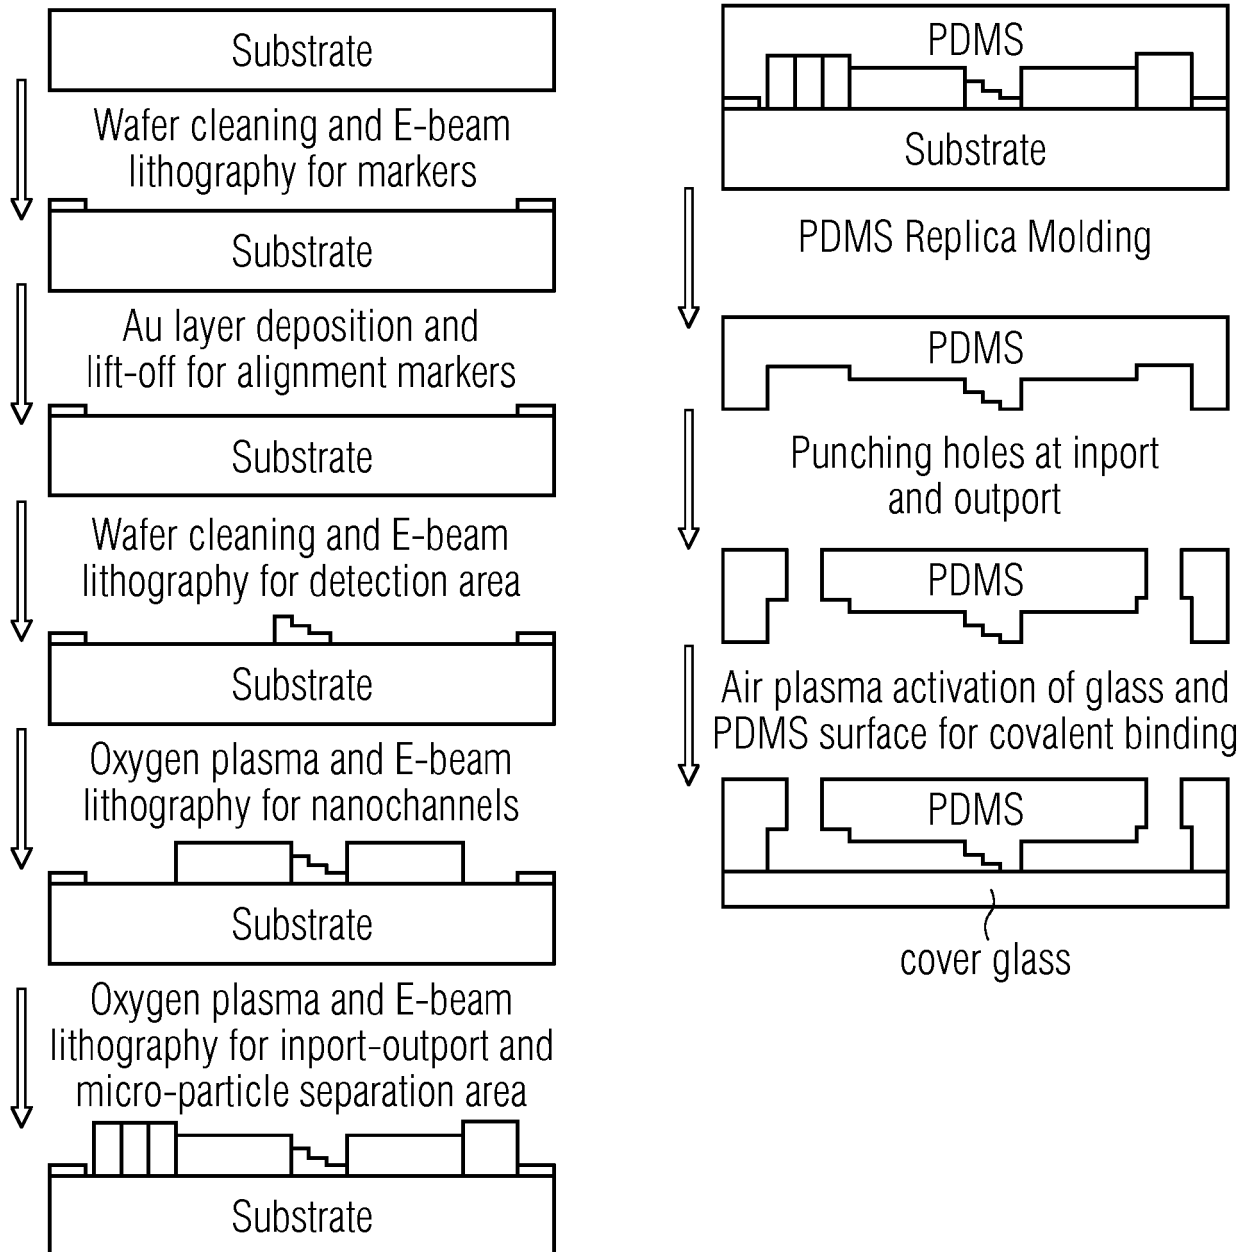 Substrate
Wafer cleaning and E-beam
lithography for markers
Substrate
Au layer deposition and
lift-off for alignment markers
Substrate
Wafer cleaning and E-beam
lithography for detection area
Substrate
Oxygen plasma and E-beam
lithography for nanochannels
Substrate
Oxygen plasma and E-beam
lithography for inport-outport and
micro-particle separation area
Substrate
PDMS
Substrate
PDMS Replica Molding
PDMS
Punching holes at inport
and outport
PDMS
Air plasma activation of glass and
PDMS surface for covalent binding
PDMS
cover glass